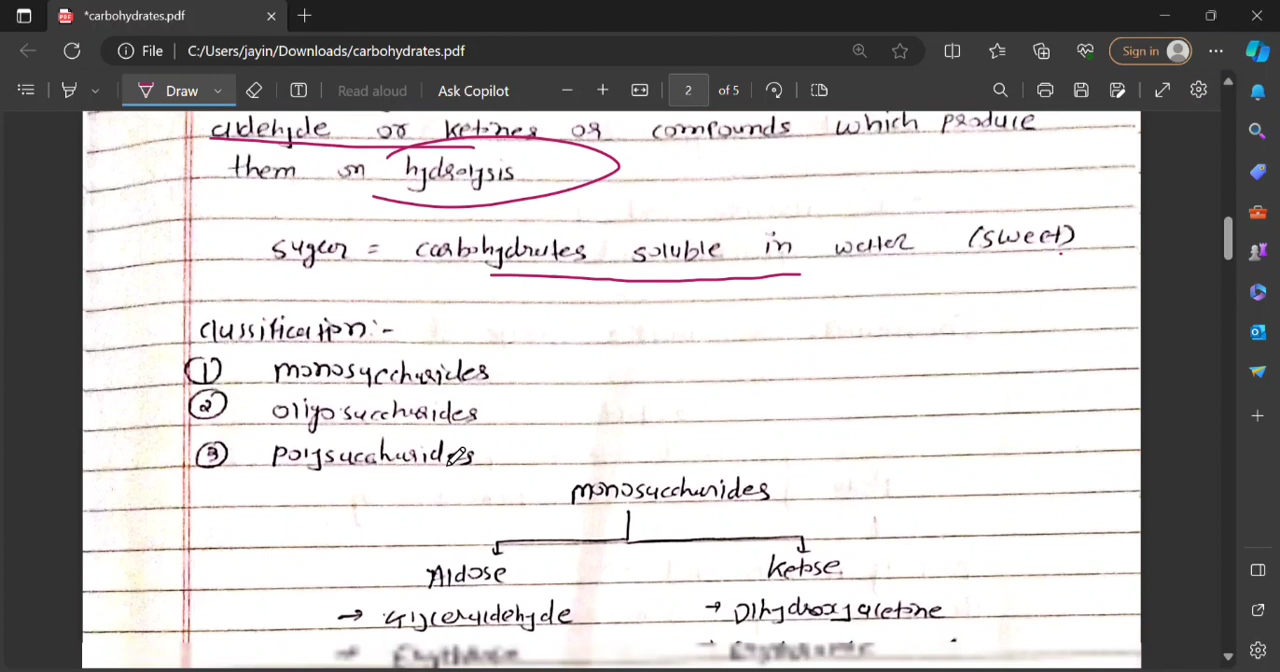 *carbohydrates.pdf
File C:/Users/jayin/Downloads/carbohydrates.pdf Sign in
Draw Read aloud Ask Copilot 2 of 5
aldehyde or ketones or compounds which produce
them on hydrolysis
sugar = carbohydrates soluble in water (sweet)
classification:-
① monosaccharides
② oligosaccharides
③ polysaccharides
monosaccharides
Aldose Ketose
→ Glyceraldehyde → Dihydroxyacetone